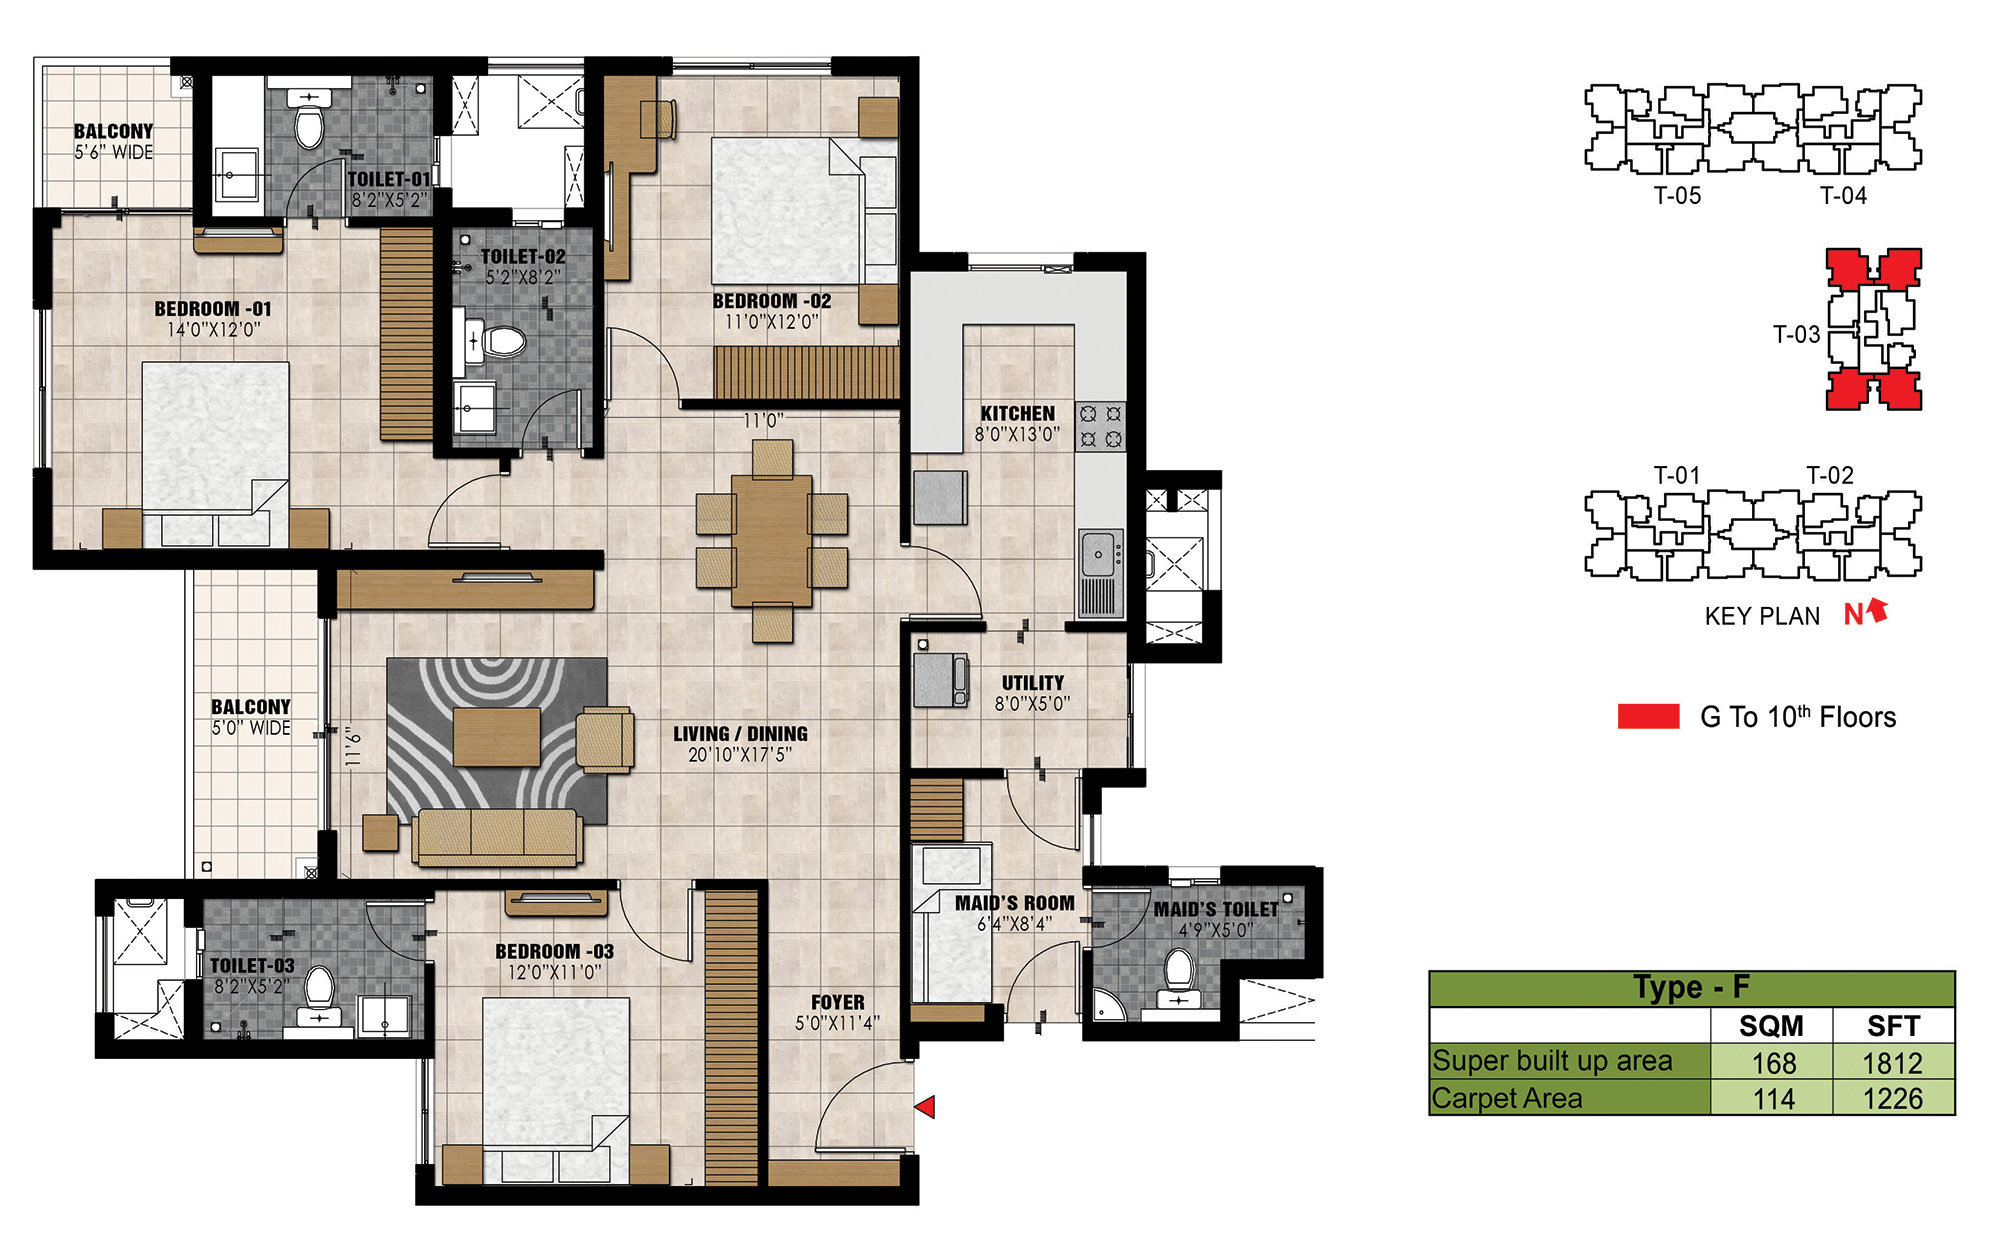 BALCONY
5'6" WIDE
TOILET-01
8'2"X5'2"
TOILET-02
5'2"X8'2"
BEDROOM -01
14'0"X12'0"
BEDROOM -02
11'0"X12'0"
11'0"
KITCHEN
8'0"X13'0"
UTILITY
8'0"X5'0"
BALCONY
5'0" WIDE
11'6"
LIVING / DINING
20'10"X17'5"
MAID'S ROOM
6'4"X8'4"
MAID'S TOILET
4'9"X5'0"
TOILET-03
8'2"X5'2"
BEDROOM -03
12'0"X11'0"
FOYER
5'0"X11'4"
T-05 T-04
T-03
T-01 T-02
KEY PLAN N
G To 10th Floors
Type - F
SQM SFT
Super built up area 168 1812
Carpet Area 114 1226